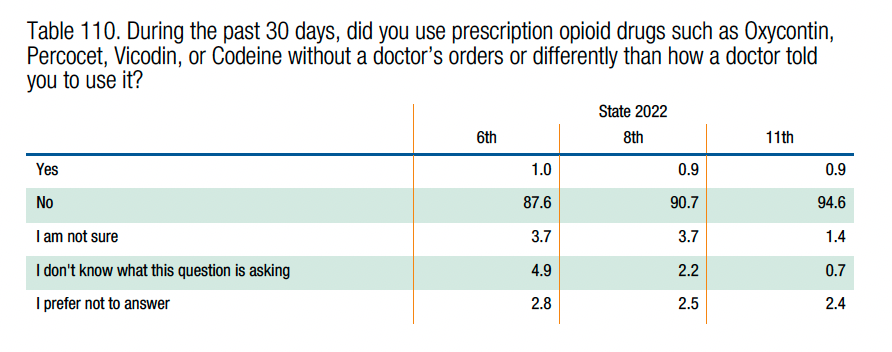 Table 110. During the past 30 days, did you use prescription opioid drugs such as Oxycontin,
Percocet, Vicodin, or Codeine without a doctor’s orders or differently than how a doctor told
you to use it?
State 2022
6th 8th 11th
Yes 1.0 0.9 0.9
No 87.6 90.7 94.6
I am not sure 3.7 3.7 1.4
I don't know what this question is asking 4.9 2.2 0.7
I prefer not to answer 2.8 2.5 2.4